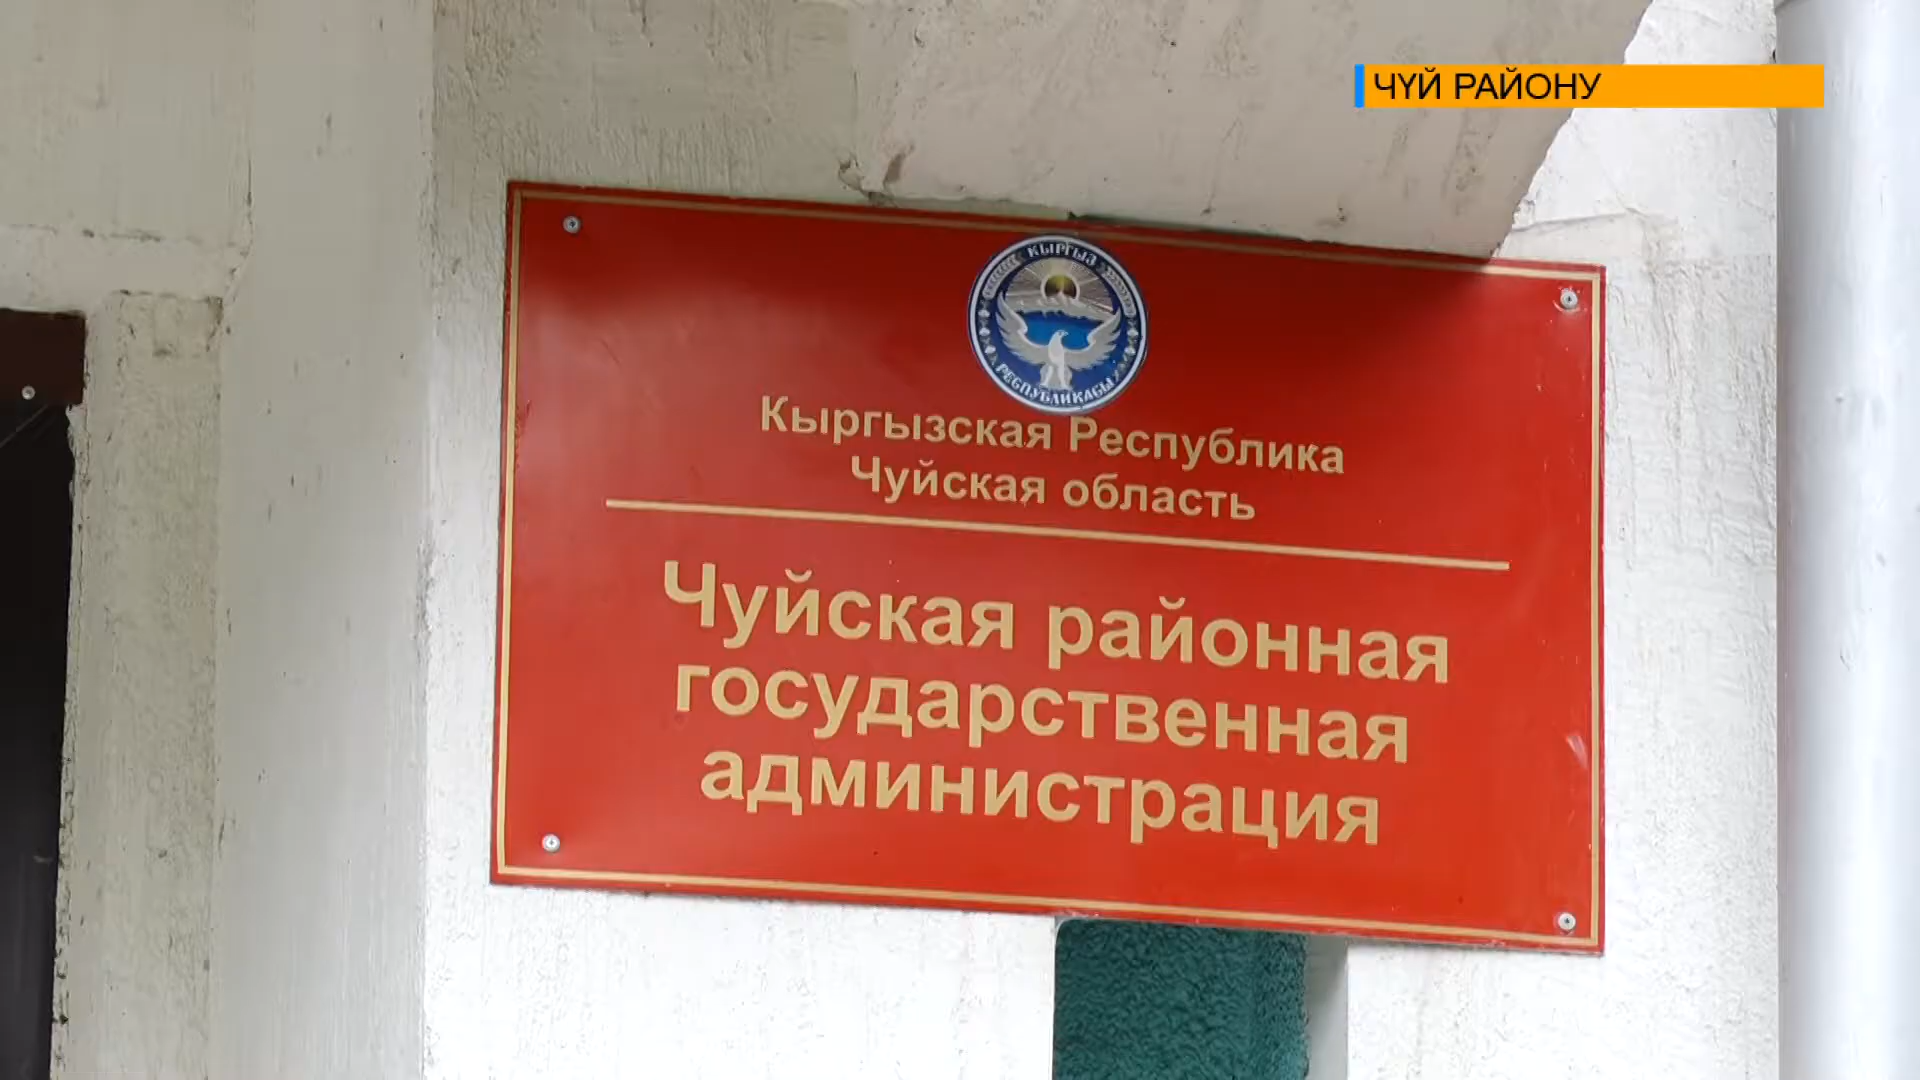 ЧҮЙ РАЙОНУ
КЫРГЫЗ
РЕСПУБЛИКАСЫ
Кыргызская Республика
Чуйская область
Чуйская районная
государственная
администрация